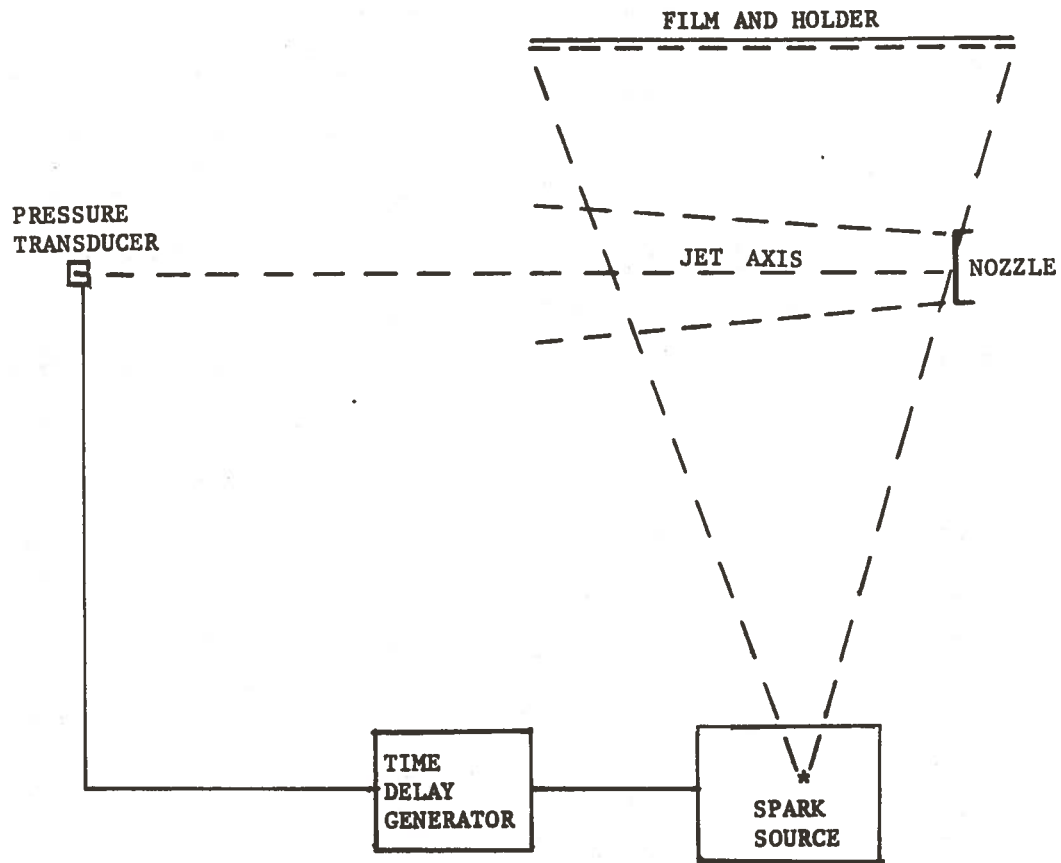 FILM AND HOLDER
PRESSURE
TRANSDUCER
JET AXIS
NOZZLE
TIME
DELAY
GENERATOR
*
SPARK
SOURCE